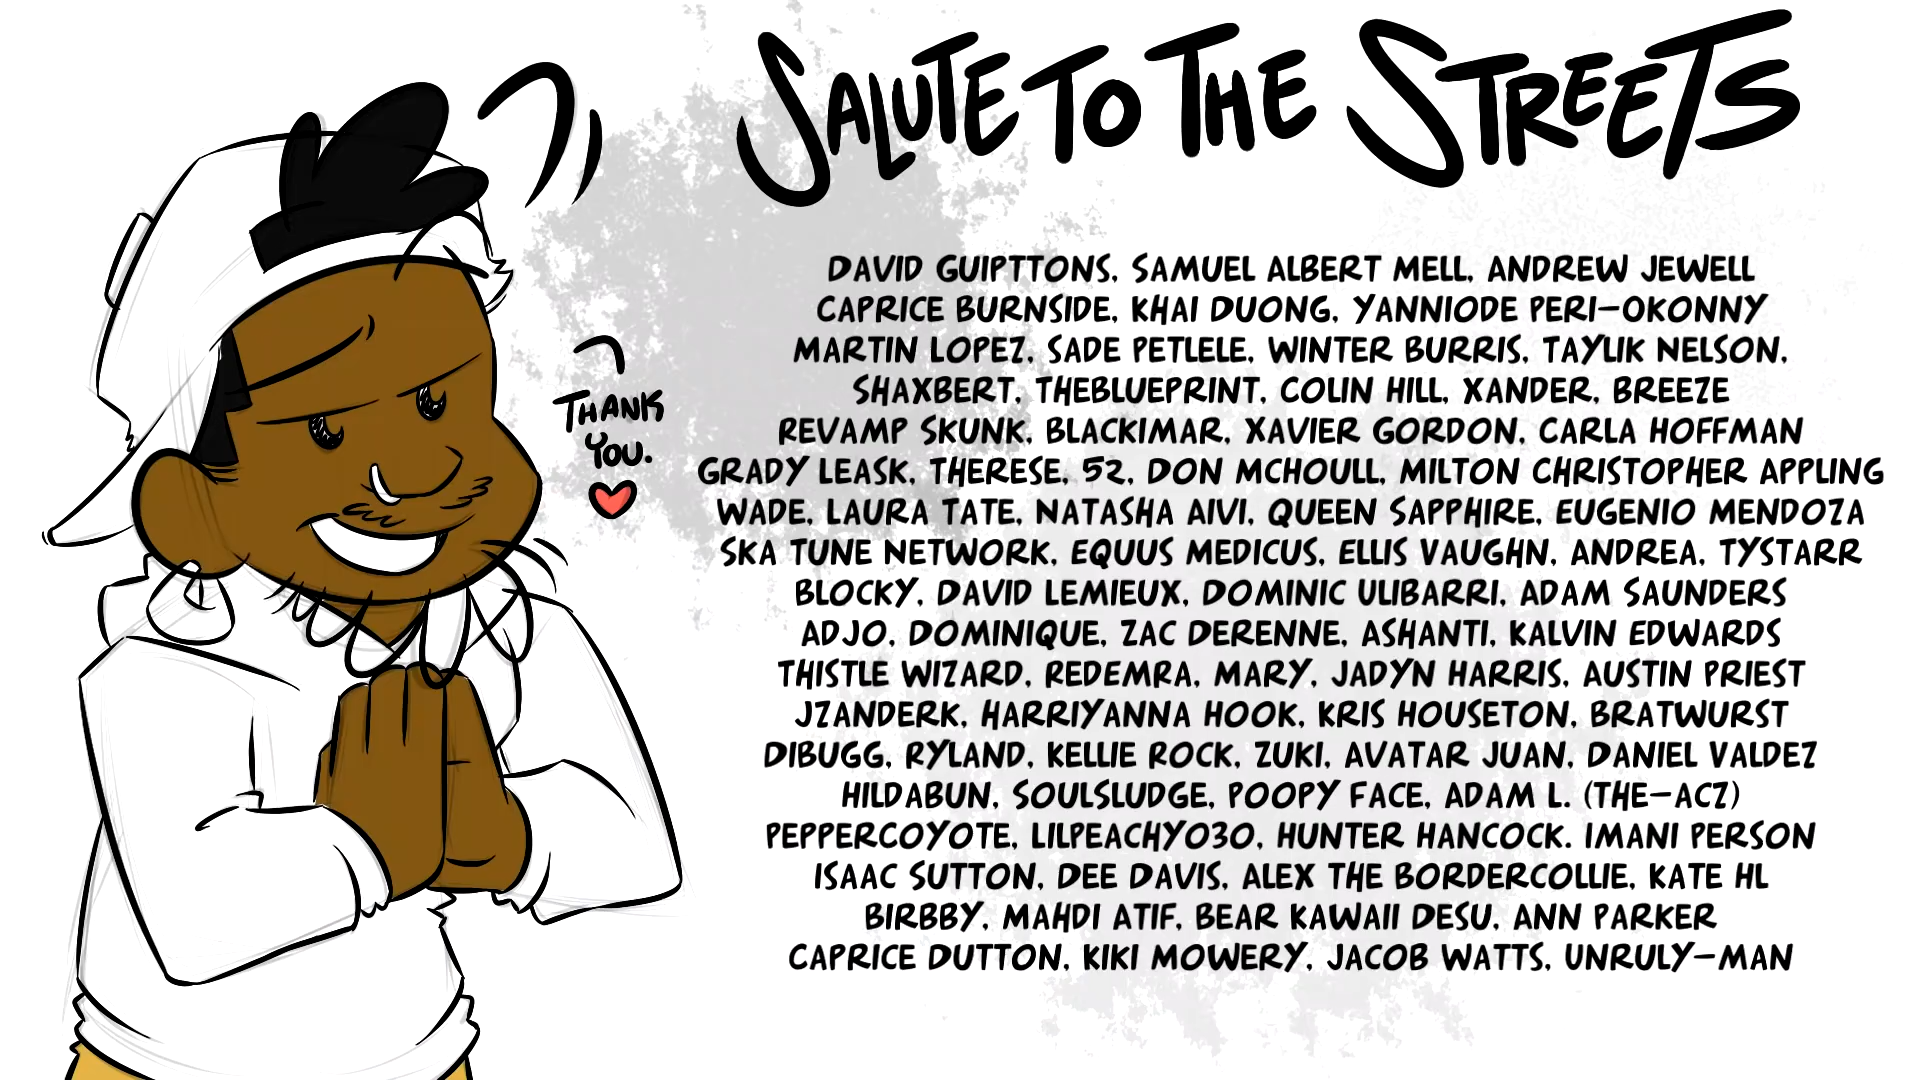 SALUTE TO THE STREETS
THANK
YOU.
DAVID GUIPTTONS, SAMUEL ALBERT MELL, ANDREW JEWELL
CAPRICE BURNSIDE, KHAI DUONG, YANNIODE PERI-OKONNY
MARTIN LOPEZ, SADE PETLELE, WINTER BURRIS, TAYLIK NELSON,
SHAXBERT, THEBLUEPRINT, COLIN HILL, XANDER, BREEZE
REVAMP SKUNK, BLACKIMAR, XAVIER GORDON, CARLA HOFFMAN
GRADY LEASK, THERESE, 52, DON MCHOULL, MILTON CHRISTOPHER APPLING
WADE, LAURA TATE, NATASHA AIVI, QUEEN SAPPHIRE, EUGENIO MENDOZA
SKA TUNE NETWORK, EQUUS MEDICUS, ELLIS VAUGHN, ANDREA, TYSTARR
BLOCKY, DAVID LEMIEUX, DOMINIC ULIBARRI, ADAM SAUNDERS
ADJO, DOMINIQUE, ZAC DERENNE, ASHANTI, KALVIN EDWARDS
THISTLE WIZARD, REDEMRA, MARY, JADYN HARRIS, AUSTIN PRIEST
JZANDERK, HARRIYANNA HOOK, KRIS HOUSETON, BRATWURST
DIBUGG, RYLAND, KELLIE ROCK, ZUKI, AVATAR JUAN, DANIEL VALDEZ
HILDABUN, SOULSLUDGE, POOPY FACE, ADAM L. (THE-ACZ)
PEPPERCOYOTE, LILPEACHY030, HUNTER HANCOCK. IMANI PERSON
ISAAC SUTTON, DEE DAVIS, ALEX THE BORDERCOLLIE, KATE HL
BIRBBY, MAHDI ATIF, BEAR KAWAII DESU, ANN PARKER
CAPRICE DUTTON, KIKI MOWERY, JACOB WATTS, UNRULY-MAN